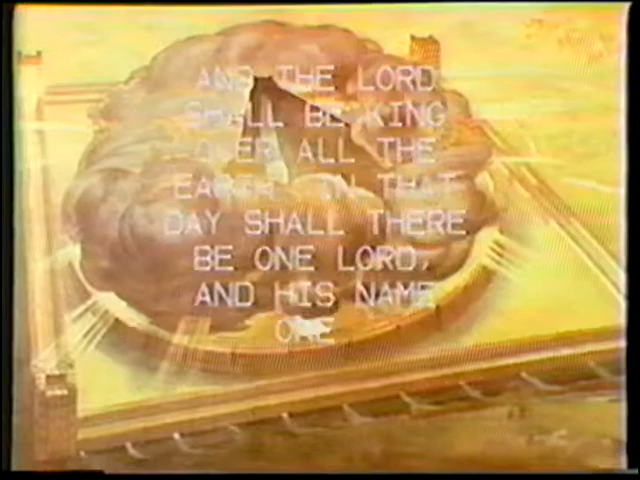 AND THE LORD
SHALL BE KING
OVER ALL THE
EARTH: IN THAT
DAY SHALL THERE
BE ONE LORD,
AND HIS NAME
ONE